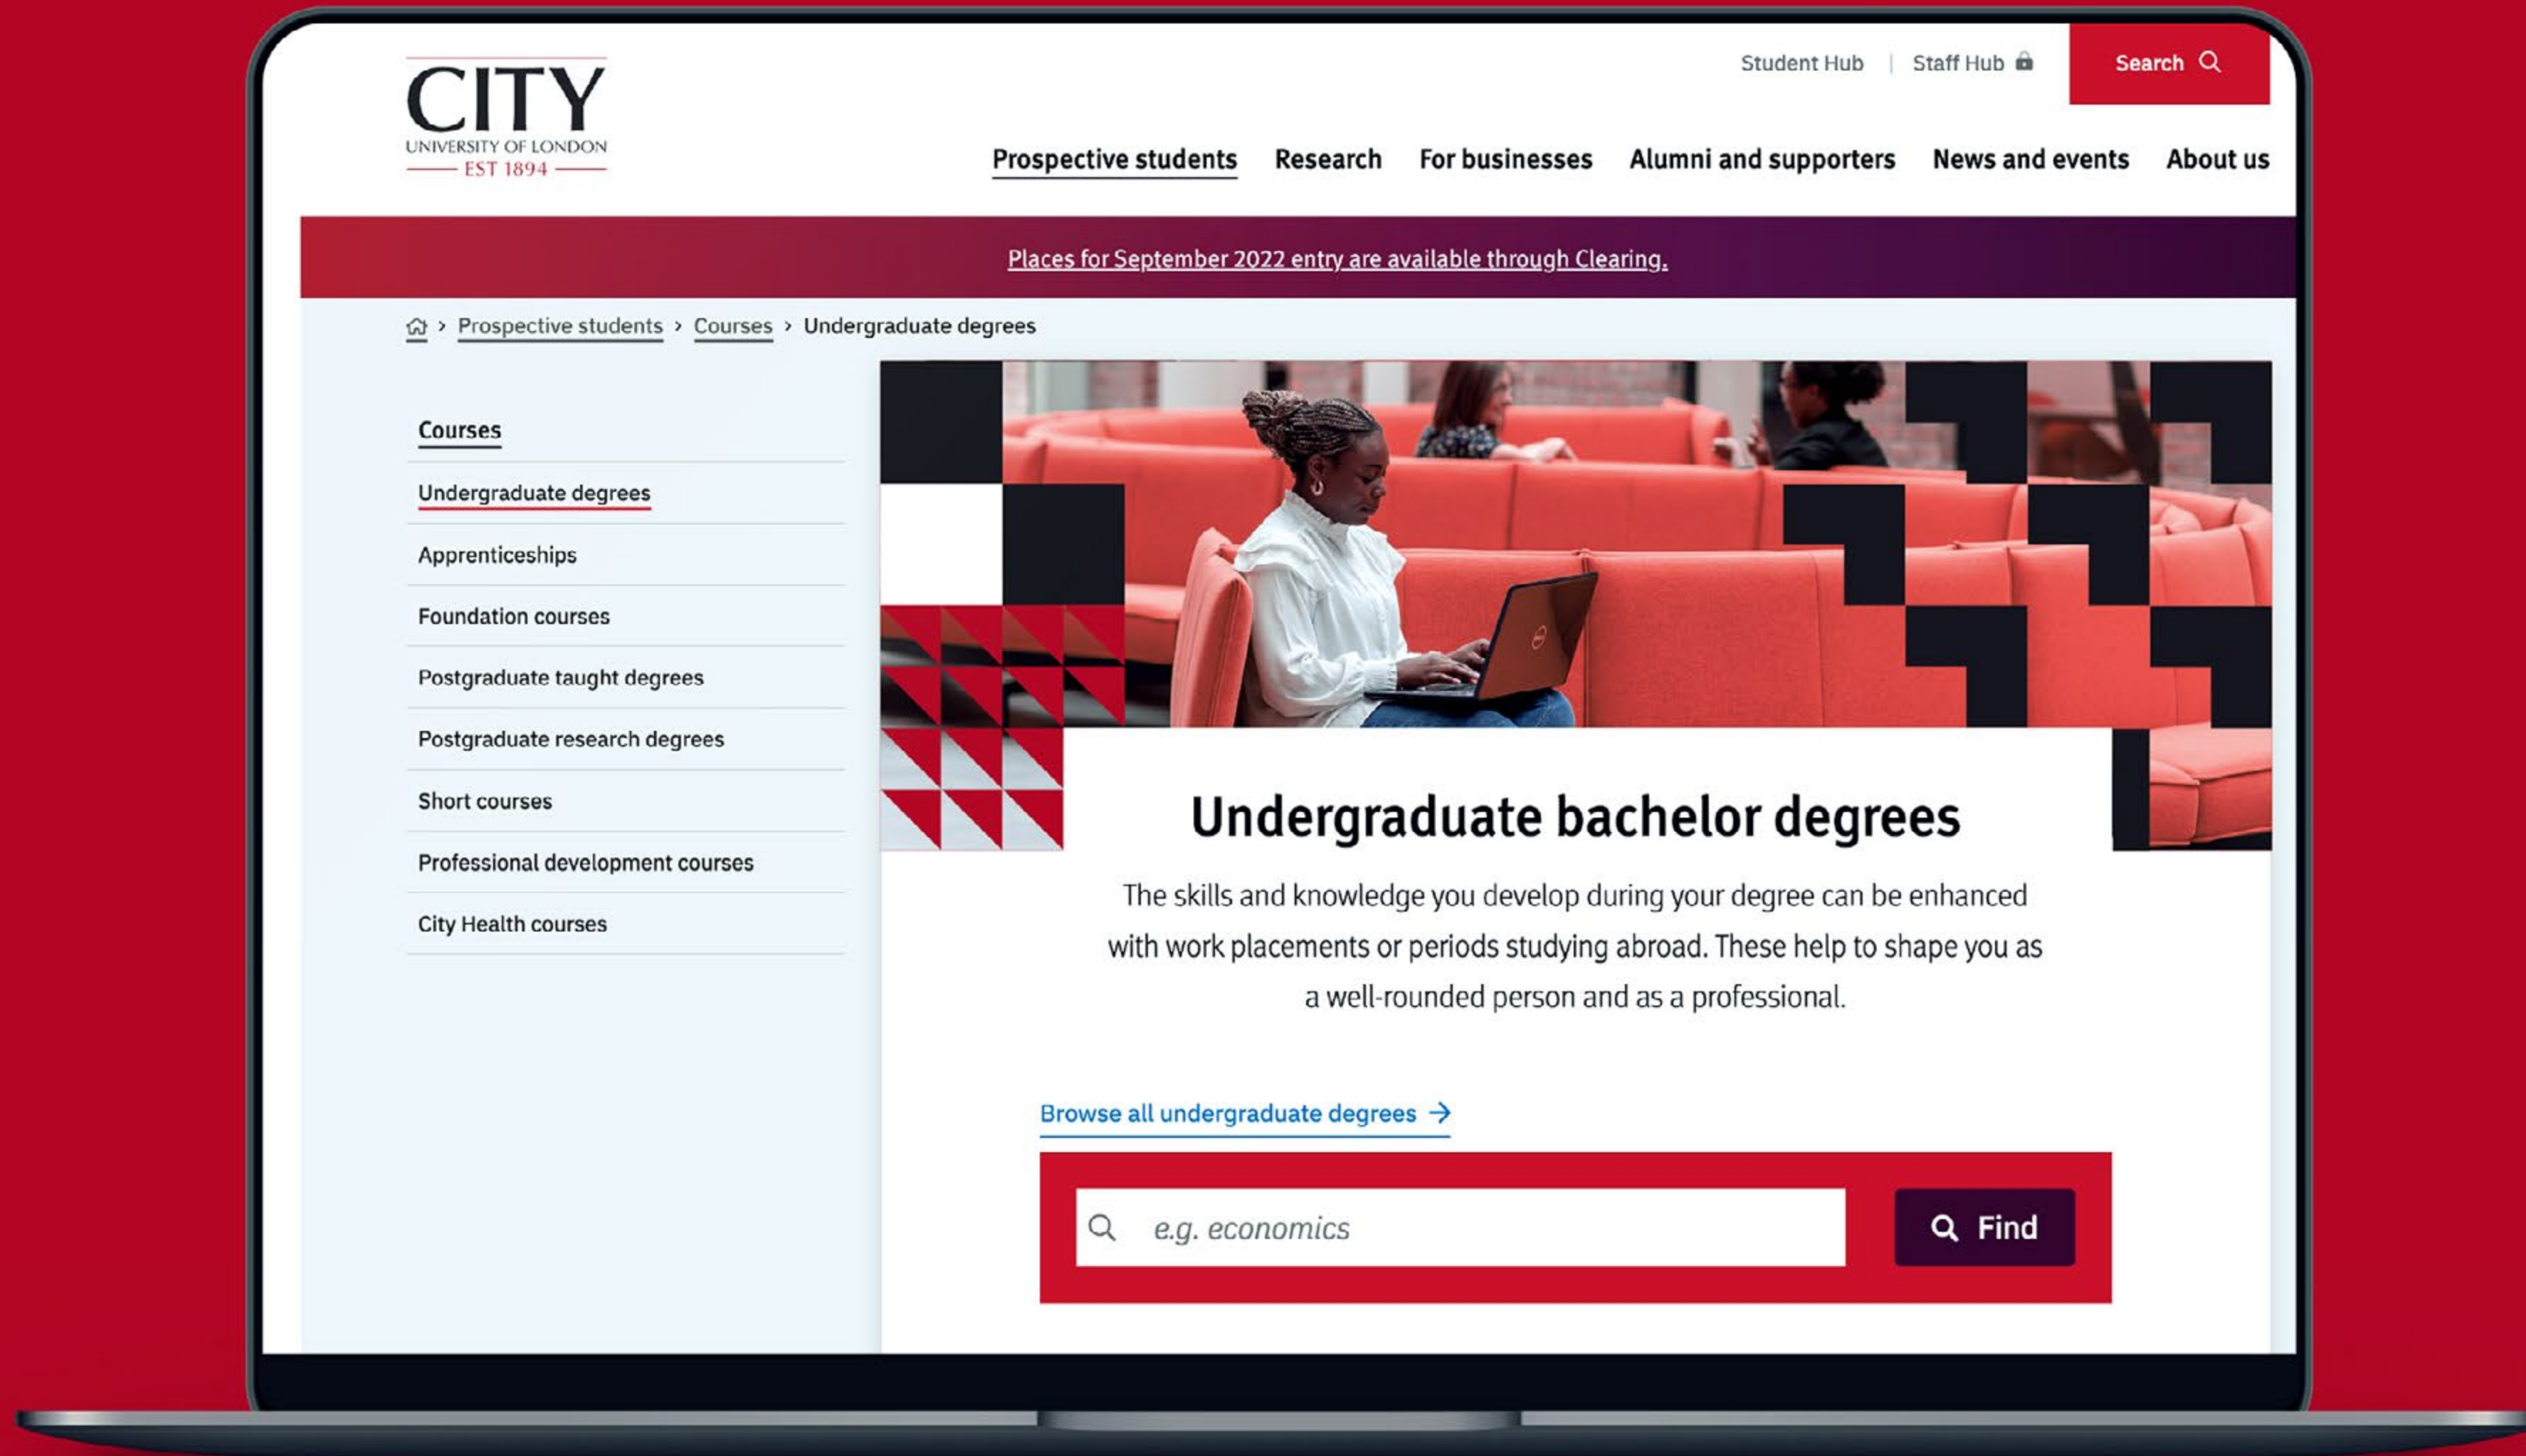 CITY
UNIVERSITY OF LONDON
EST 1894
Student Hub | Staff Hub
Search
Prospective students Research For businesses Alumni and supporters News and events About us
Places for September 2022 entry are available through Clearing.
> Prospective students > Courses > Undergraduate degrees
Courses
Undergraduate degrees
Apprenticeships
Foundation courses
Postgraduate taught degrees
Postgraduate research degrees
Short courses
Professional development courses
City Health courses
Undergraduate bachelor degrees
The skills and knowledge you develop during your degree can be enhanced
with work placements or periods studying abroad. These help to shape you as
a well-rounded person and as a professional.
Browse all undergraduate degrees →
e.g. economics
Find